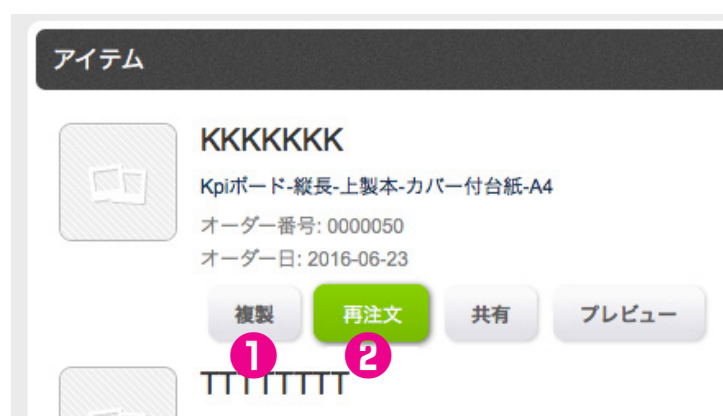 アイテム
KKKKKKK
Kpiボード-縦長-上製本-カバー付台紙-A4
オーダー番号: 0000050
オーダー日: 2016-06-23
複製 再注文 共有 プレビュー
1 2
TTTTTTTT